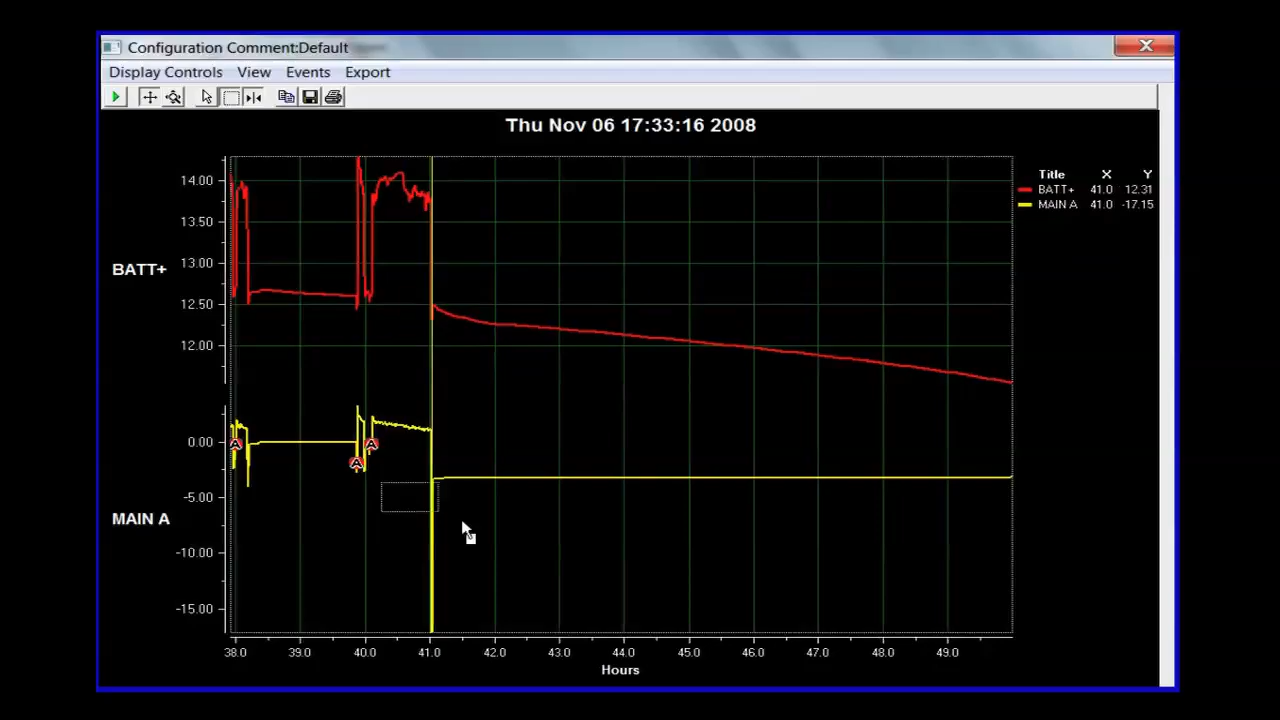 Configuration Comment:Default
Display Controls View Events Export
Thu Nov 06 17:33:16 2008
Title X Y
BATT+ 41.0 12.31
MAIN A 41.0 -17.15
14.00
13.50
13.00
BATT+
12.50
12.00
0.00
A A A
-5.00
MAIN A
-10.00
-15.00
38.0 39.0 40.0 41.0 42.0 43.0 44.0 45.0 46.0 47.0 48.0 49.0
Hours